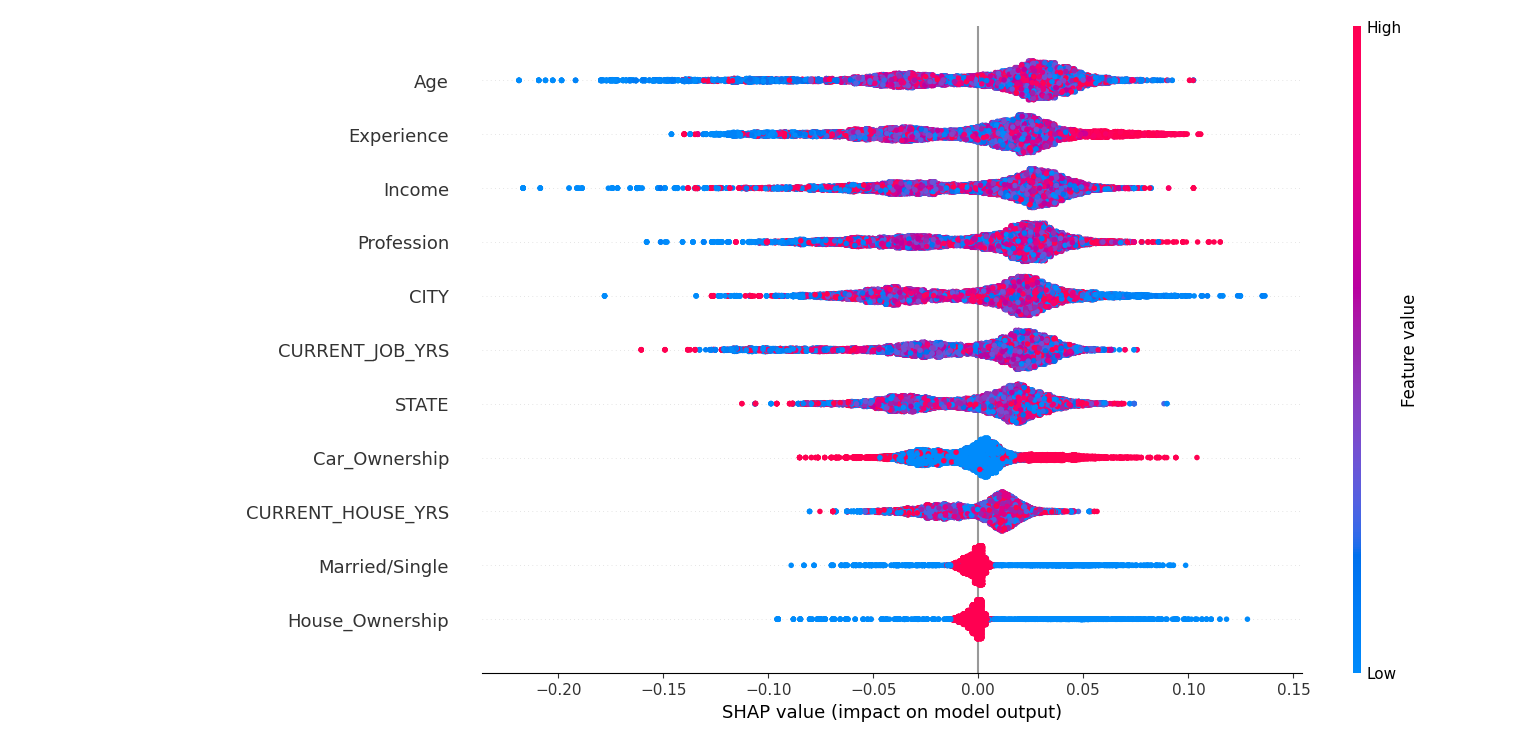 High
Age
Experience
Income
Profession
CITY
CURRENT_JOB_YRS
STATE
Car_Ownership
CURRENT_HOUSE_YRS
Married/Single
House_Ownership
Feature value
Low
−0.20 −0.15 −0.10 −0.05 0.00 0.05 0.10 0.15
SHAP value (impact on model output)